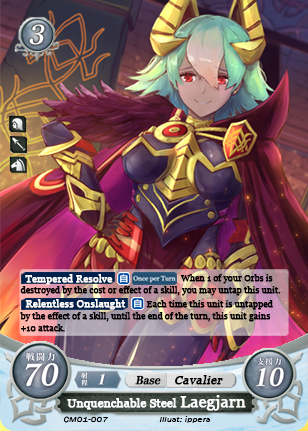 3
Tempered Resolve Once per Turn When 1 of your Orbs is
destroyed by the cost or effect of a skill, you may untap this unit.
Relentless Onslaught Each time this unit is untapped
by the effect of a skill, until the end of the turn, this unit gains
+10 attack.
戦闘力
70
射程 1
Base Cavalier
支援力
10
Unquenchable Steel Laegjarn
CM01-007 Illust: ippera